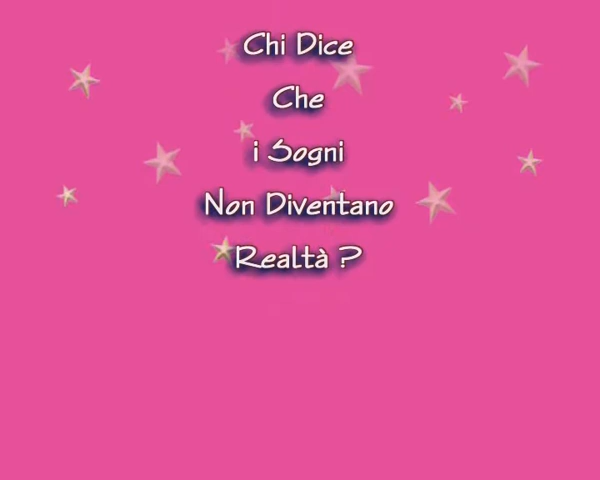 Chi Dice
Che
i Sogni
Non Diventano
Realtà ?